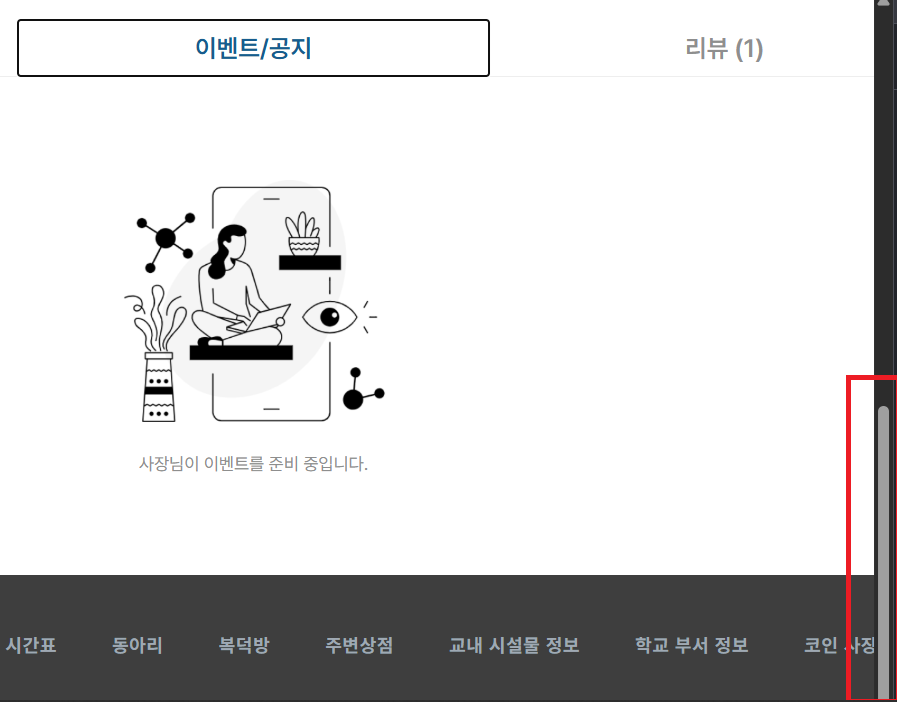 이벤트/공지
리뷰 (1)
사장님이 이벤트를 준비 중입니다.
시간표 동아리 복덕방 주변상점 교내 시설물 정보 학교 부서 정보 코인 사장